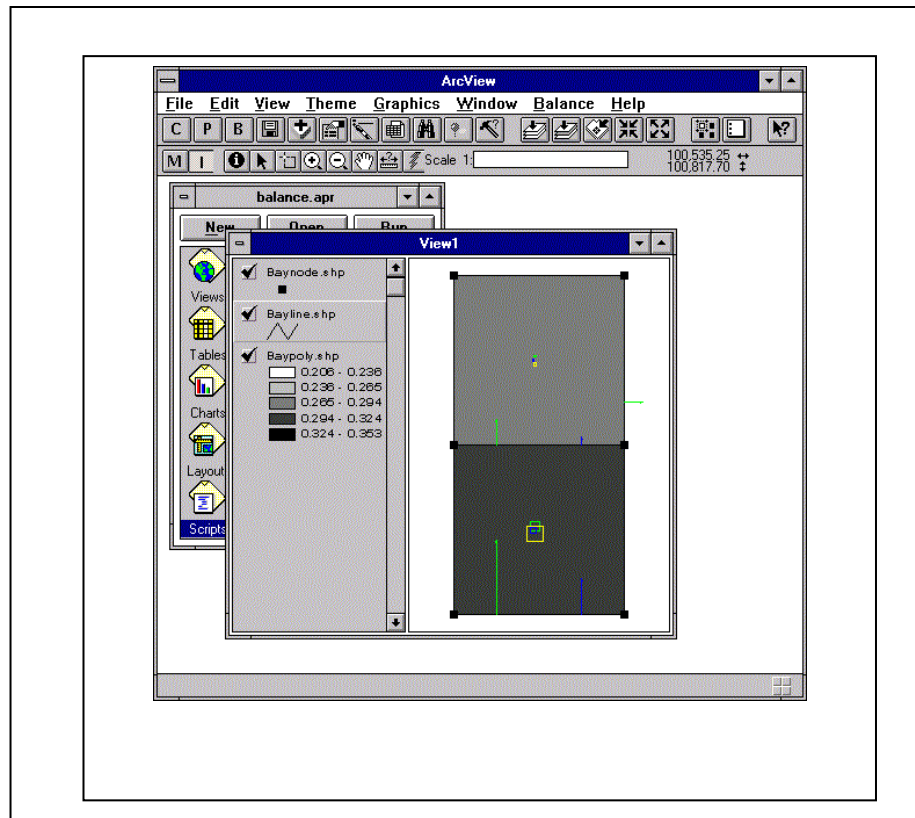 ArcView
File Edit View Theme Graphics Window Balance Help
C P B
M I Scale 1: 100,535.25
100,817.70
balance.apr
New Open Run
View1
Views
Tables
Charts
Layout
Scripts
Baynode.shp
Bayline.shp
Baypoly.shp
0.206 - 0.236
0.236 - 0.265
0.265 - 0.294
0.294 - 0.324
0.324 - 0.353